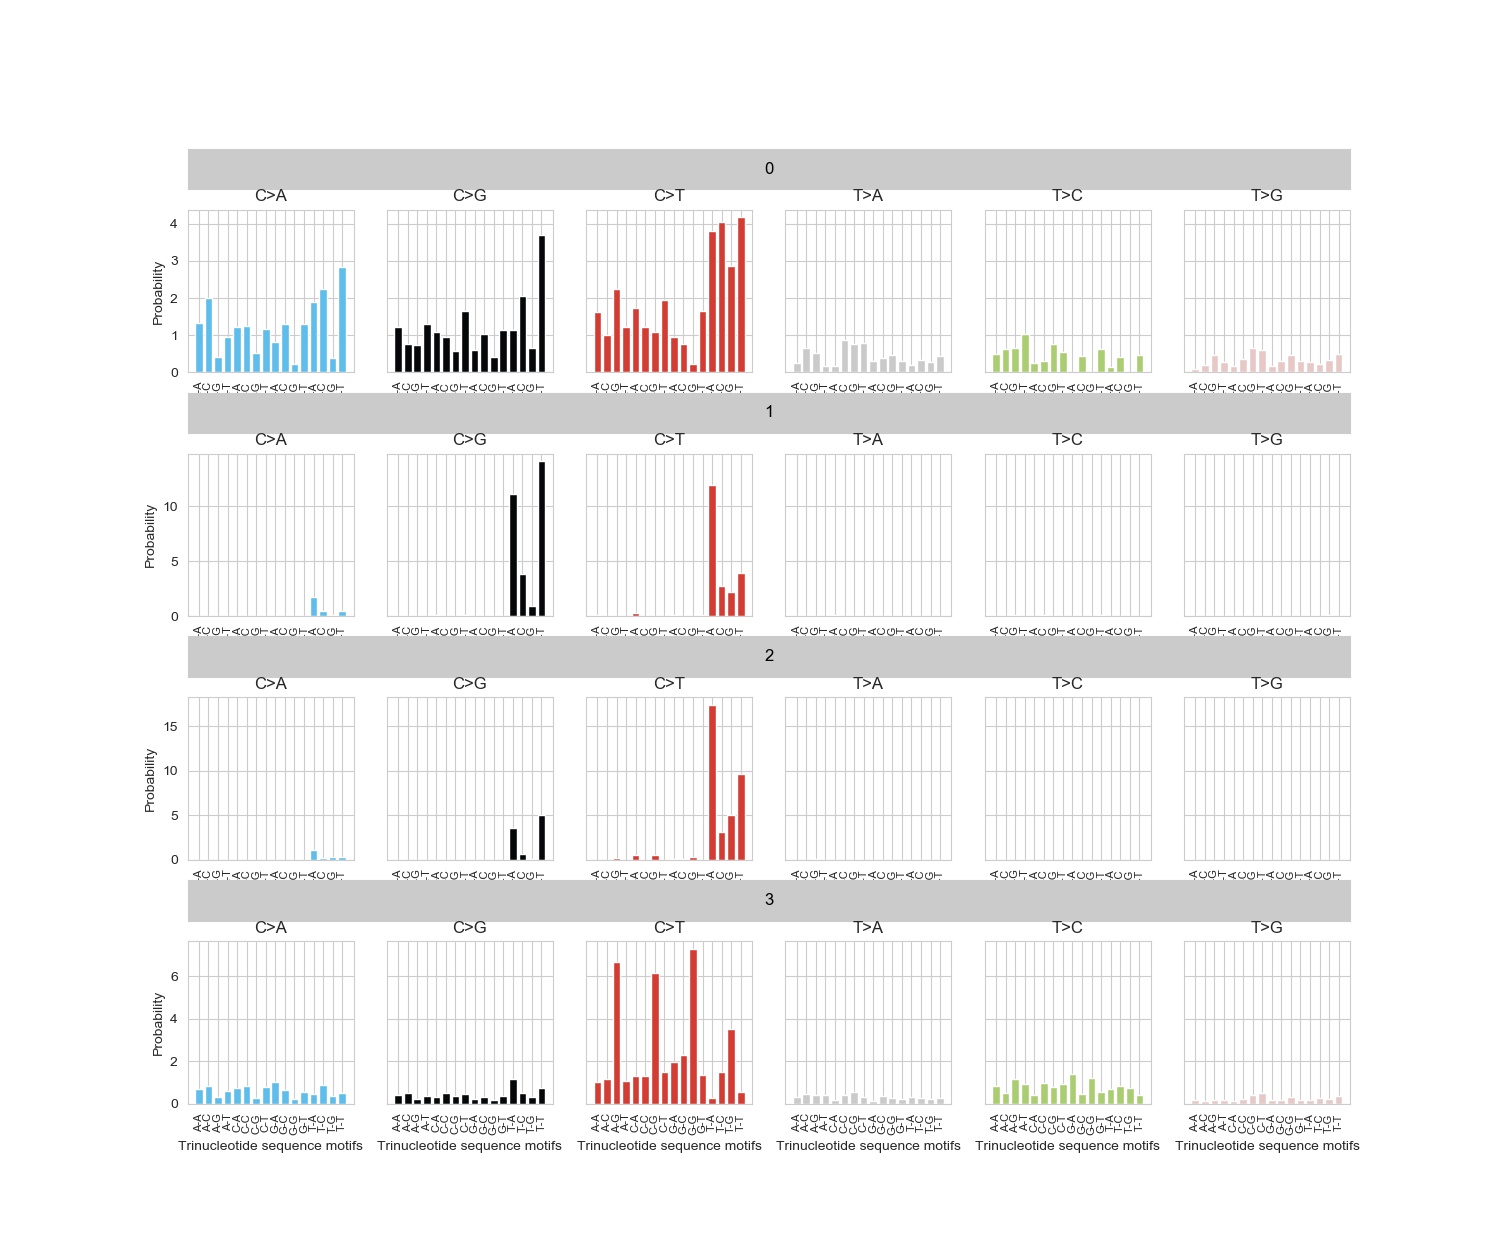 0
C>A C>G C>T T>A T>C T>G
Probability
4
3
2
1
0
1
C>A C>G C>T T>A T>C T>G
Probability
10
5
0
2
C>A C>G C>T T>A T>C T>G
Probability
15
10
5
0
3
C>A C>G C>T T>A T>C T>G
Probability
6
4
2
0
A-A A-C A-G A-T C-A C-C C-G C-T G-A G-C G-G G-T T-A T-C T-G T-T
A-A A-C A-G A-T C-A C-C C-G C-T G-A G-C G-G G-T T-A T-C T-G T-T
A-A A-C A-G A-T C-A C-C C-G C-T G-A G-C G-G G-T T-A T-C T-G T-T
A-A A-C A-G A-T C-A C-C C-G C-T G-A G-C G-G G-T T-A T-C T-G T-T
A-A A-C A-G A-T C-A C-C C-G C-T G-A G-C G-G G-T T-A T-C T-G T-T
A-A A-C A-G A-T C-A C-C C-G C-T G-A G-C G-G G-T T-A T-C T-G T-T
Trinucleotide sequence motifs Trinucleotide sequence motifs Trinucleotide sequence motifs Trinucleotide sequence motifs Trinucleotide sequence motifs Trinucleotide sequence motifs